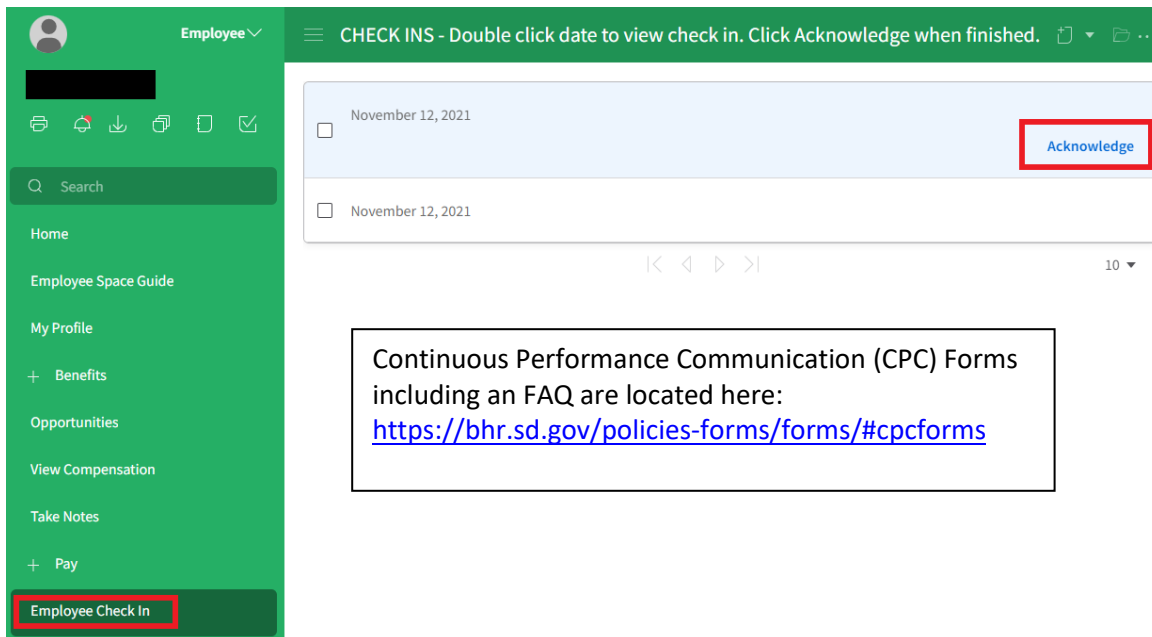 Employee
CHECK INS - Double click date to view check in. Click Acknowledge when finished.
November 12, 2021
Acknowledge
Search
November 12, 2021
Home
10
Employee Space Guide
My Profile
Continuous Performance Communication (CPC) Forms
including an FAQ are located here:
https://bhr.sd.gov/policies-forms/forms/#cpcforms
+ Benefits
Opportunities
View Compensation
Take Notes
+ Pay
Employee Check In